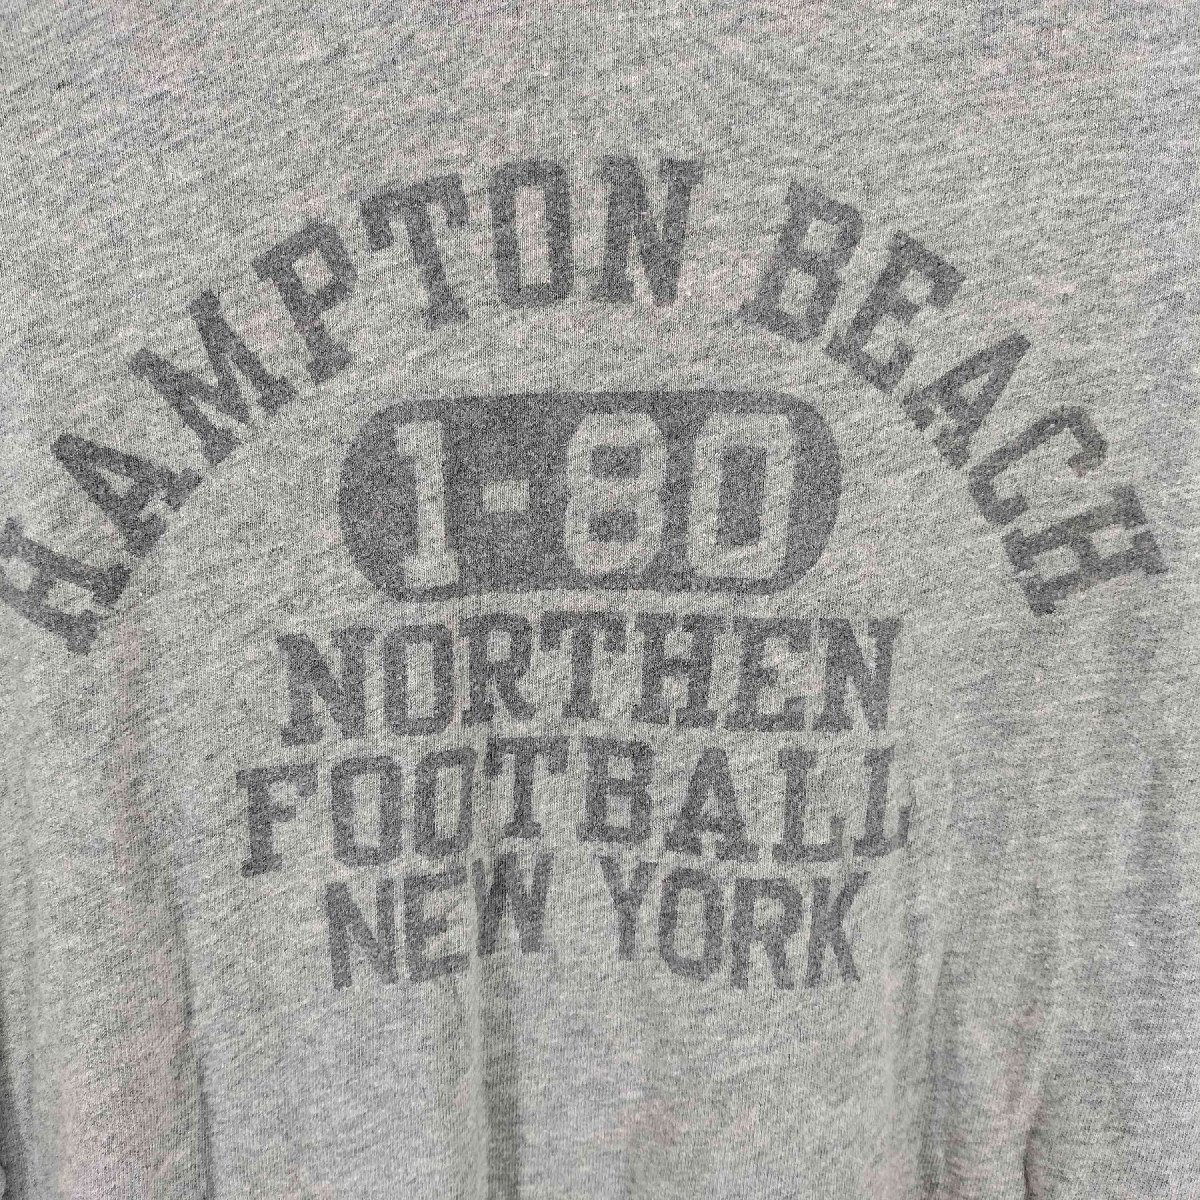 HAMPTON BEACH
1-80
NORTHEN
FOOTBALL
NEW YORK